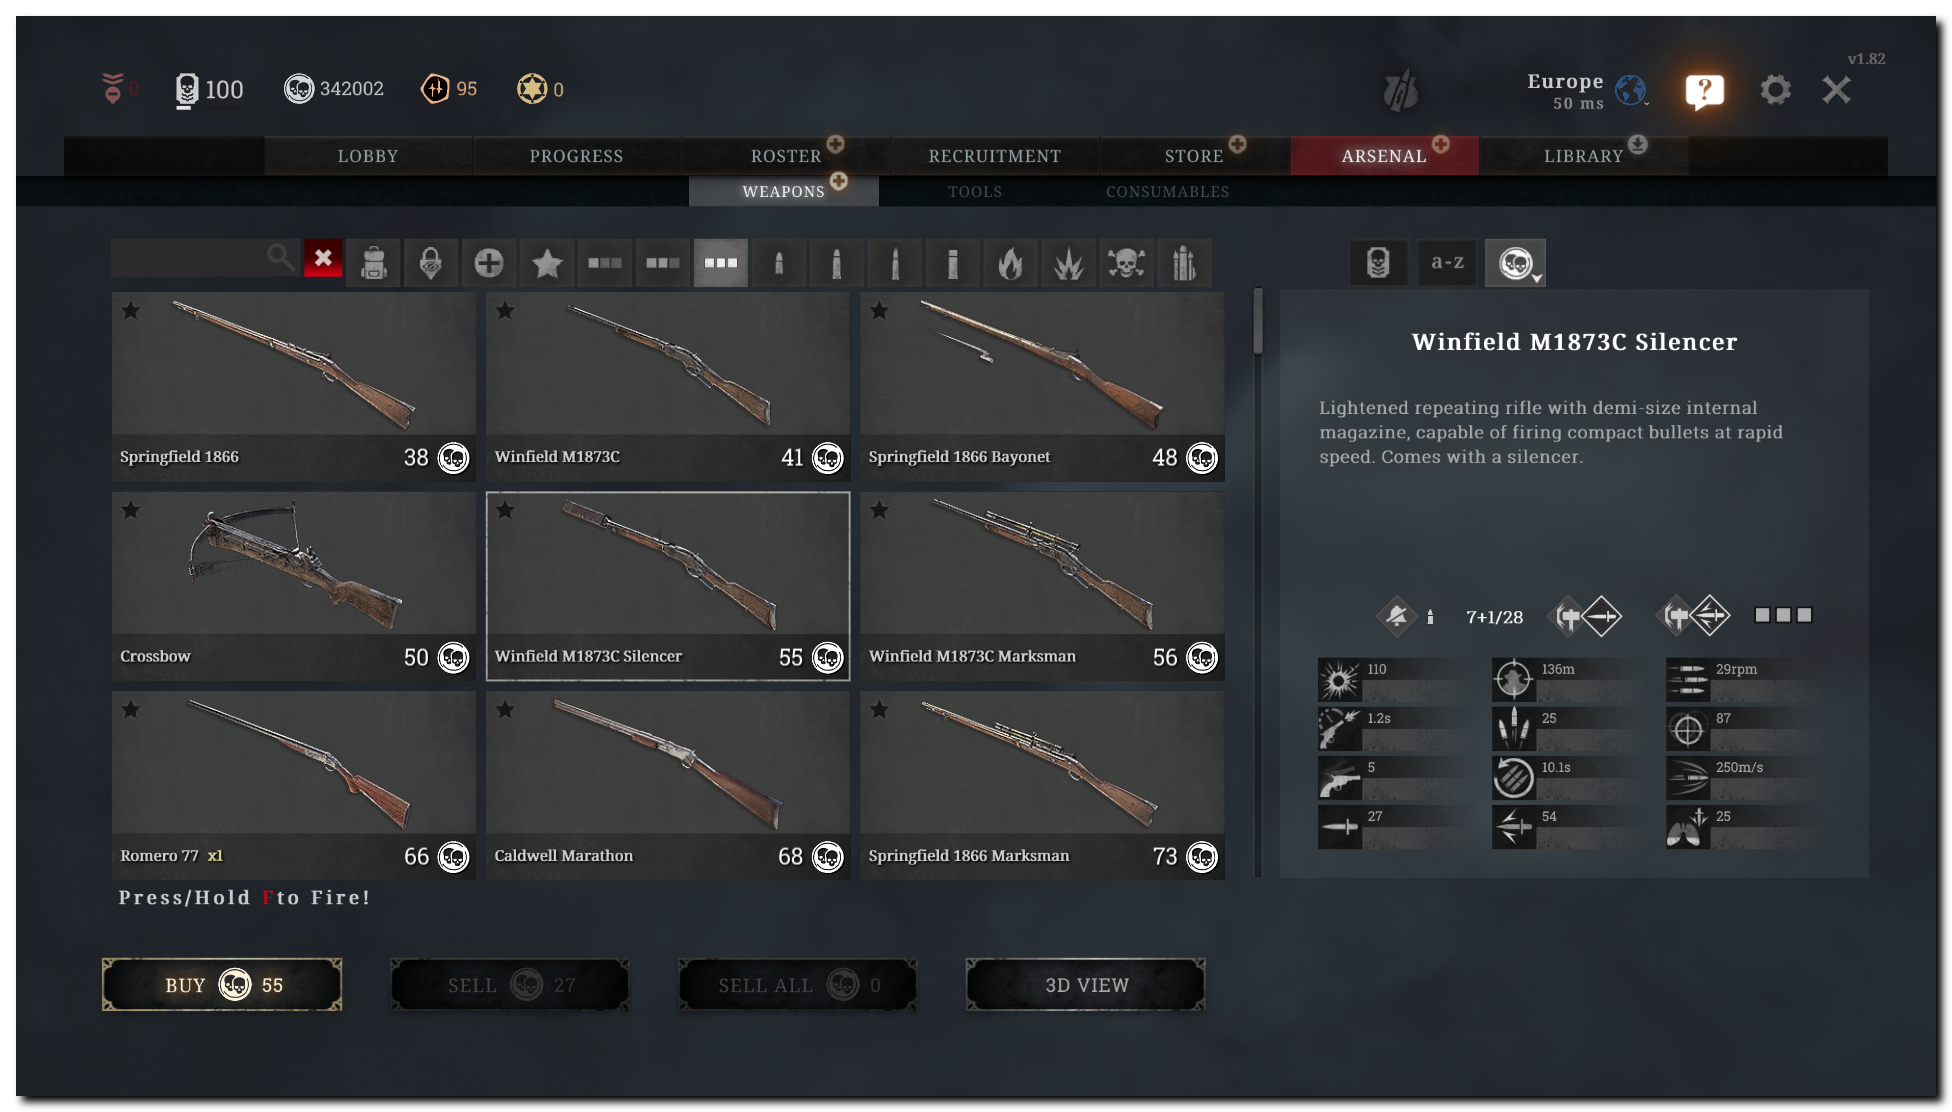 v1.82
0 100 342002 95 0 Europe
50 ms
?
LOBBY PROGRESS ROSTER RECRUITMENT STORE ARSENAL LIBRARY
WEAPONS TOOLS CONSUMABLES
a-z
Springfield 1866 38 Winfield M1873C 41 Springfield 1866 Bayonet 48
Crossbow 50 Winfield M1873C Silencer 55 Winfield M1873C Marksman 56
Romero 77 x1 66 Caldwell Marathon 68 Springfield 1866 Marksman 73
Press/Hold F to Fire!
BUY 55 SELL 27 SELL ALL 0 3D VIEW
Winfield M1873C Silencer
Lightened repeating rifle with demi-size internal
magazine, capable of firing compact bullets at rapid
speed. Comes with a silencer.
7+1/28
110 136m 29rpm
1.2s 25 87
5 10.1s 250m/s
27 54 25